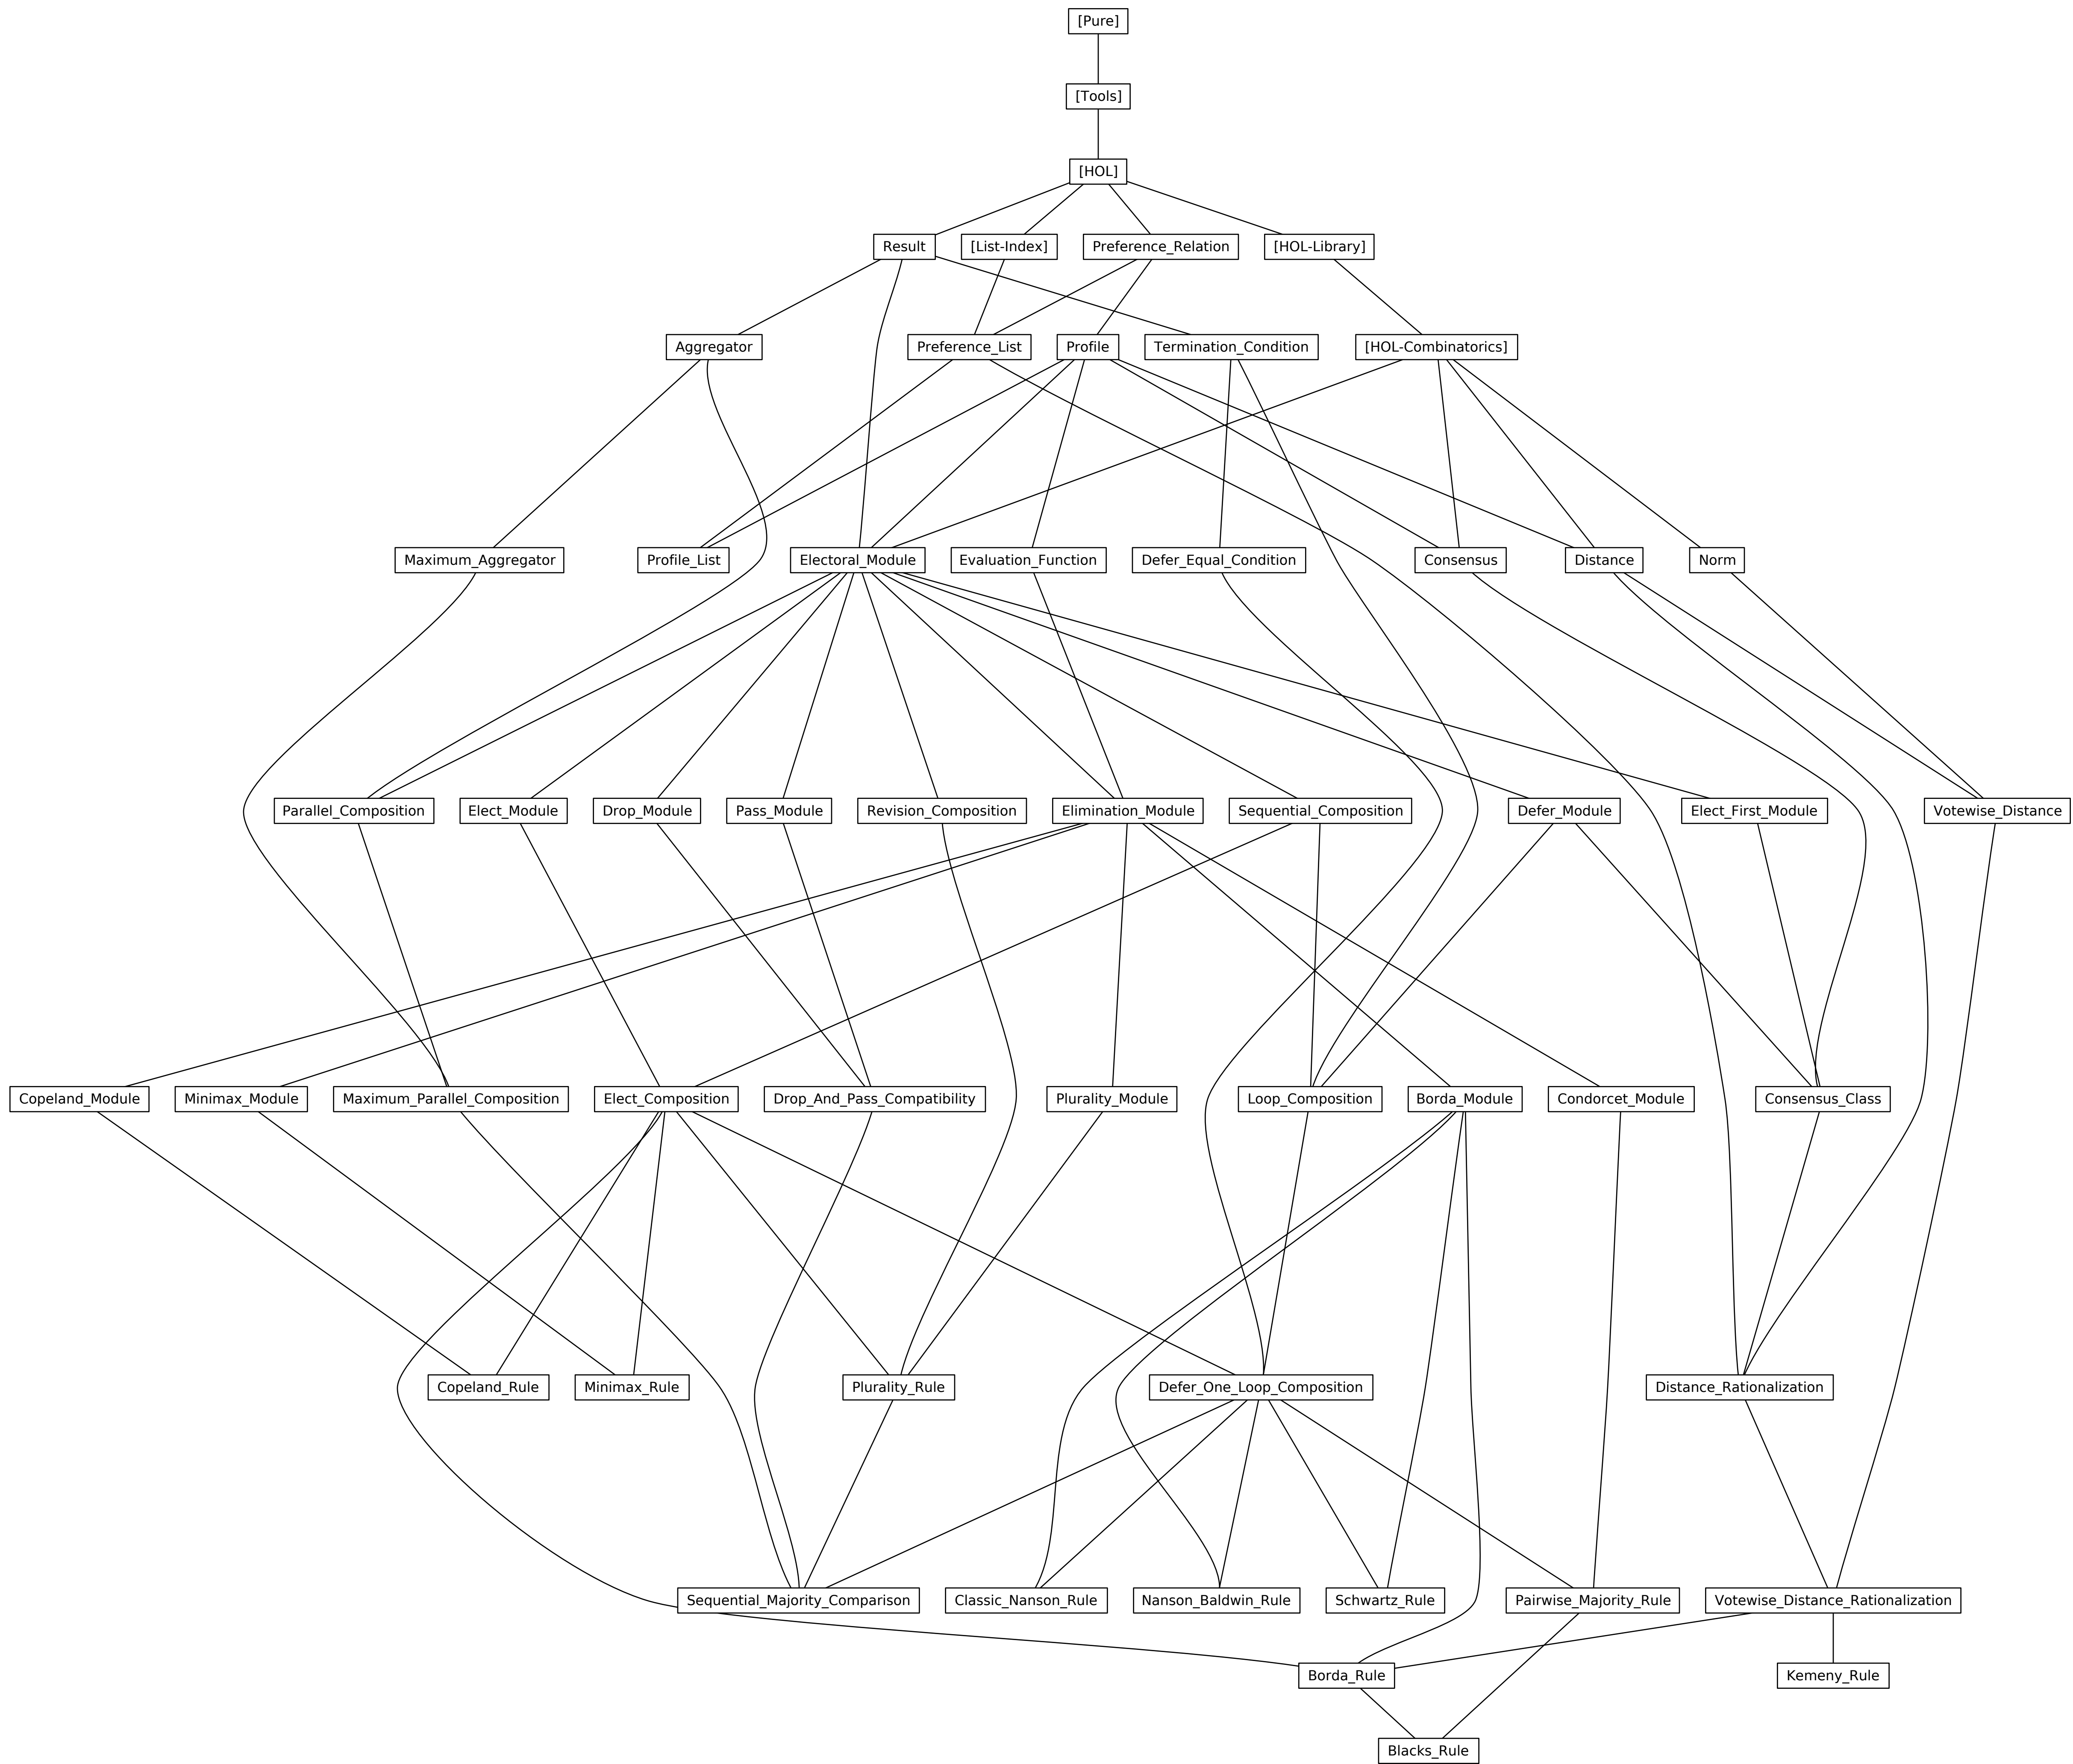 [Pure]
[Tools]
[HOL]
Result
[List-Index]
Preference_Relation
[HOL-Library]
Aggregator
Preference_List
Profile
Termination_Condition
[HOL-Combinatorics]
Maximum_Aggregator
Profile_List
Electoral_Module
Evaluation_Function
Defer_Equal_Condition
Consensus
Distance
Norm
Parallel_Composition
Elect_Module
Drop_Module
Pass_Module
Revision_Composition
Elimination_Module
Sequential_Composition
Defer_Module
Elect_First_Module
Votewise_Distance
Copeland_Module
Minimax_Module
Maximum_Parallel_Composition
Elect_Composition
Drop_And_Pass_Compatibility
Plurality_Module
Loop_Composition
Borda_Module
Condorcet_Module
Consensus_Class
Copeland_Rule
Minimax_Rule
Plurality_Rule
Defer_One_Loop_Composition
Distance_Rationalization
Sequential_Majority_Comparison
Classic_Nanson_Rule
Nanson_Baldwin_Rule
Schwartz_Rule
Pairwise_Majority_Rule
Votewise_Distance_Rationalization
Borda_Rule
Kemeny_Rule
Blacks_Rule